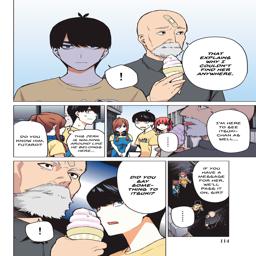 THAT
EXPLAINS
WHY I
COULDN'T
FIND HER
ANYWHERE.
!
I'M HERE
TO SEE
ITSUKI-
CHAN AS
WELL...
THIS JERK
IS WALKING
AROUND LIKE
HE BELONGS
HERE...
DO YOU
KNOW HIM,
FUTARO?
IF YOU
HAVE A
MESSAGE
FOR HER,
WE'LL
PASS IT
ON, SIR?
......
DID YOU
SAY
SOME-
THING TO
ITSUKI?
!
114